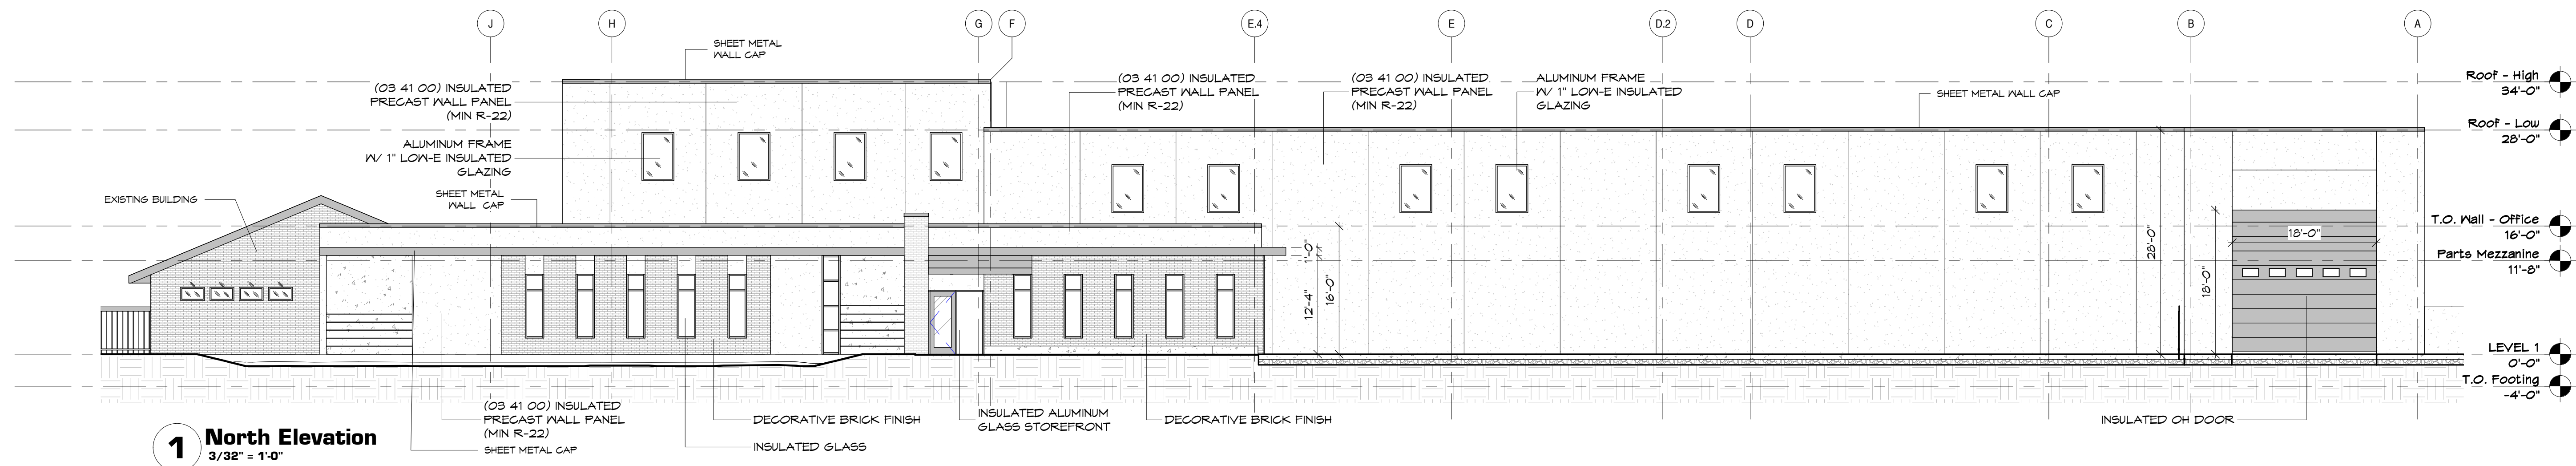 J
H
G
F
E.4
E
D.2
D
C
B
A
SHEET METAL
WALL CAP
(03 41 00) INSULATED
PRECAST WALL PANEL
(MIN R-22)
ALUMINUM FRAME
W/ 1" LOW-E INSULATED
GLAZING
SHEET METAL
WALL CAP
EXISTING BUILDING
(03 41 00) INSULATED
PRECAST WALL PANEL
(MIN R-22)
(03 41 00) INSULATED
PRECAST WALL PANEL
(MIN R-22)
ALUMINUM FRAME
W/ 1" LOW-E INSULATED
GLAZING
SHEET METAL WALL CAP
Roof - High
34'-0"
Roof - Low
28'-0"
T.O. Wall - Office
16'-0"
Parts Mezzanine
11'-8"
LEVEL 1
0'-0"
T.O. Footing
-4'-0"
1'-0"
12'-4"
16'-0"
28'-0"
18'-0"
18'-0"
(03 41 00) INSULATED
PRECAST WALL PANEL
(MIN R-22)
SHEET METAL CAP
DECORATIVE BRICK FINISH
INSULATED GLASS
INSULATED ALUMINUM
GLASS STOREFRONT
DECORATIVE BRICK FINISH
INSULATED OH DOOR
1
North Elevation
3/32" = 1'-0"